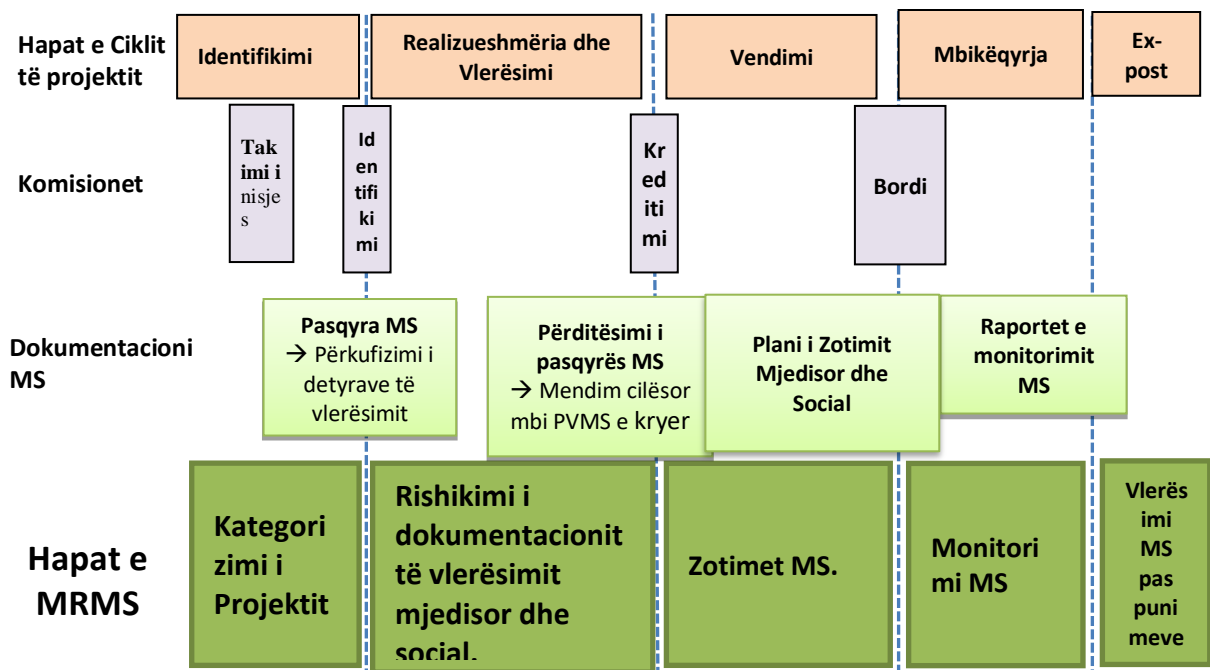 Hapat e Ciklit
të projektit
Identifikimi
Realizueshmëria dhe
Vlerësimi
Vendimi
Mbikëqyrja
Ex-
post
Komisionet
Tak
imi i
nisje
s
Id
en
tifi
ki
mi
Kr
ed
iti
mi
Bordi
Dokumentacioni
MS
Pasqyra MS
→ Përkufizimi i
detyrave të
vlerësimit
Përditësimi i
pasqyrës MS
→ Mendim cilësor
mbi PVMS e kryer
Plani i Zotimit
Mjedisor dhe
Social
Raportet e
monitorimit
MS
Hapat e
MRMS
Kategori
zimi i
Projektit
Rishikimi i
dokumentacionit
të vlerësimit
mjedisor dhe
social.
Zotimet MS.
Monitori
mi MS
Vlerës
imi
MS
pas
puni
meve